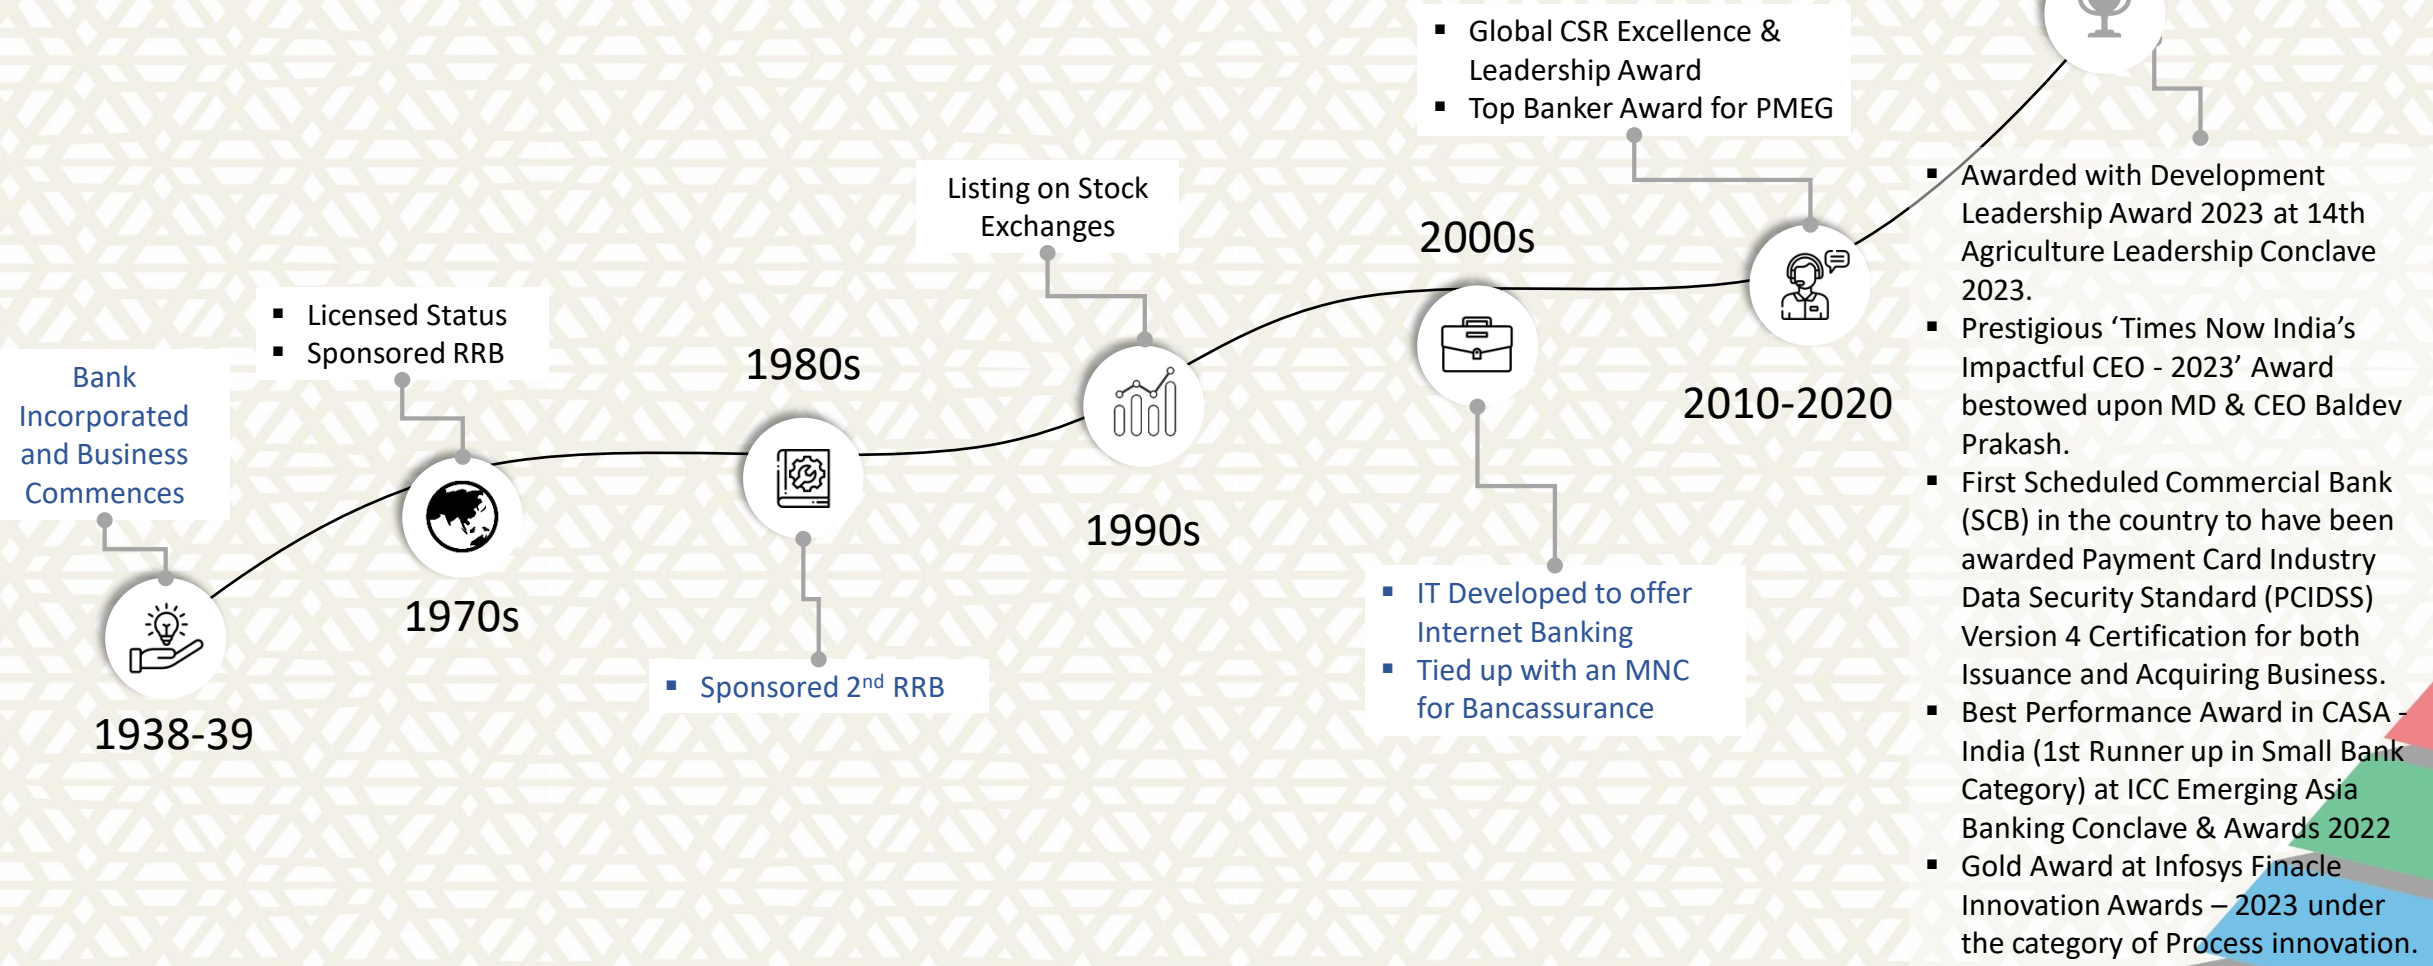 Bank
Incorporated
and Business
Commences
1938-39
▪ Licensed Status
▪ Sponsored RRB
1970s
1980s
▪ Sponsored 2nd RRB
Listing on Stock
Exchanges
1990s
2000s
▪ IT Developed to offer
Internet Banking
▪ Tied up with an MNC
for Bancassurance
▪ Global CSR Excellence &
Leadership Award
▪ Top Banker Award for PMEG
2010-2020
▪ Awarded with Development
Leadership Award 2023 at 14th
Agriculture Leadership Conclave
2023.
▪ Prestigious ‘Times Now India’s
Impactful CEO - 2023’ Award
bestowed upon MD & CEO Baldev
Prakash.
▪ First Scheduled Commercial Bank
(SCB) in the country to have been
awarded Payment Card Industry
Data Security Standard (PCIDSS)
Version 4 Certification for both
Issuance and Acquiring Business.
▪ Best Performance Award in CASA -
India (1st Runner up in Small Bank
Category) at ICC Emerging Asia
Banking Conclave & Awards 2022
▪ Gold Award at Infosys Finacle
Innovation Awards – 2023 under
the category of Process innovation.